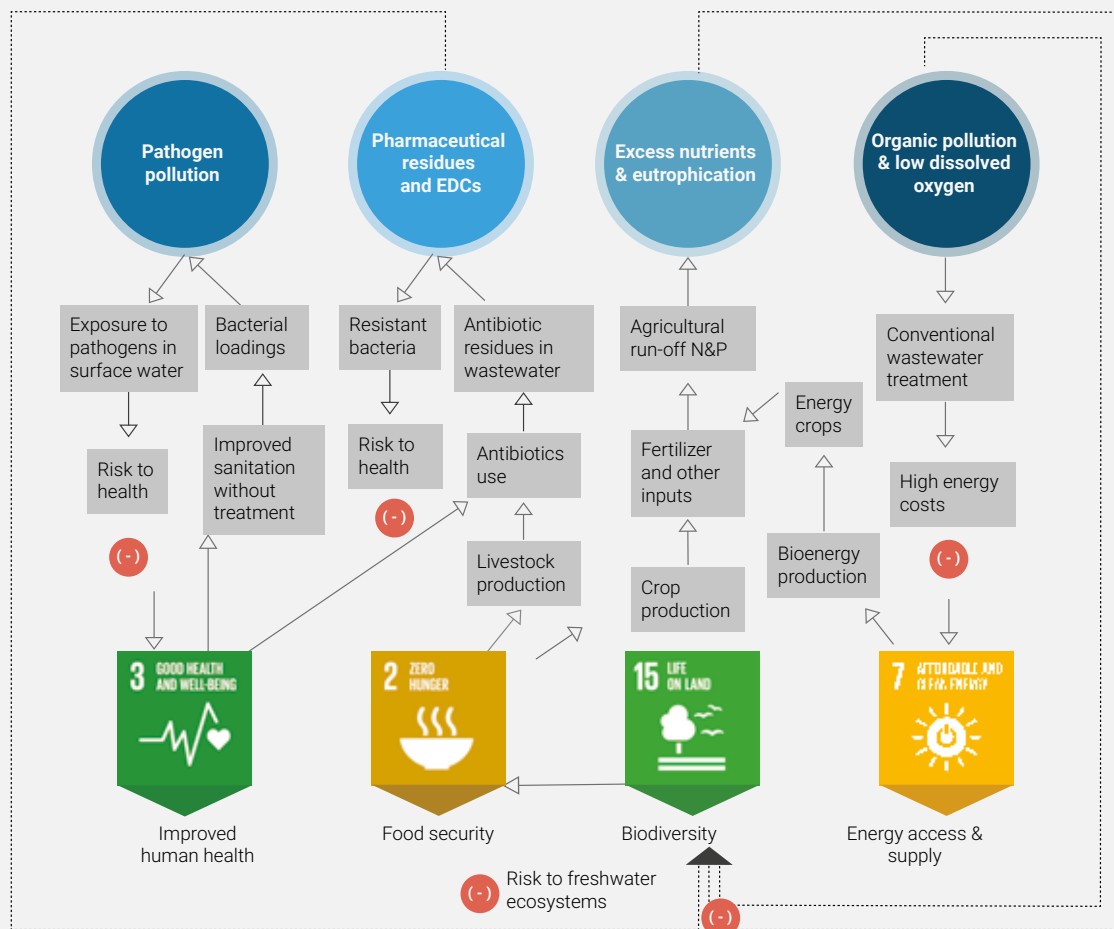 Pathogen
pollution
Pharmaceutical
residues
and EDCs
Excess nutrients
& eutrophication
Organic pollution
& low dissolved
oxygen
Exposure to
pathogens in
surface water
Bacterial
loadings
Resistant
bacteria
Antibiotic
residues in
wastewater
Agricultural
run-off N&P
Conventional
wastewater
treatment
Energy
crops
Risk to
health
(-)
Improved
sanitation
without
treatment
Risk to
health
(-)
Antibiotics
use
Fertilizer
and other
inputs
High energy
costs
(-)
Livestock
production
Crop
production
Bioenergy
production
3 GOOD HEALTH
AND WELL-BEING
2 ZERO
HUNGER
15 LIFE
ON LAND
7 AFFORDABLE AND
CLEAN ENERGY
Improved
human health
Food security
Biodiversity
Energy access &
supply
(-) Risk to freshwater
ecosystems
(-)